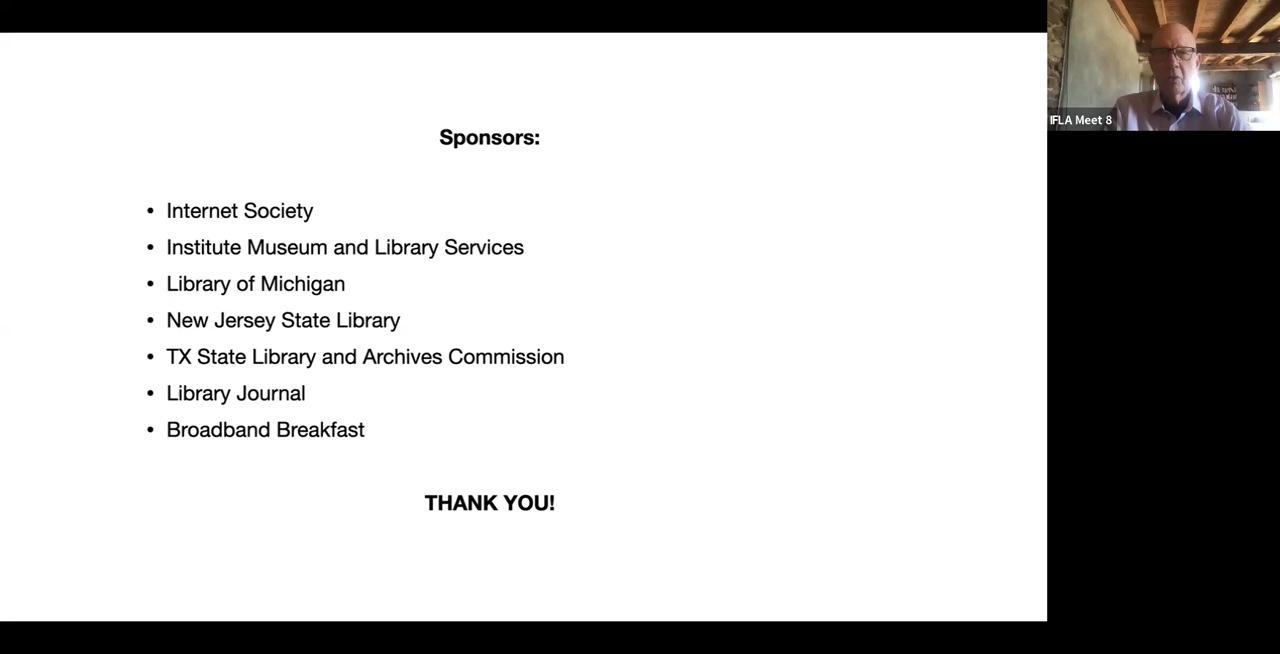 Sponsors:
• Internet Society
• Institute Museum and Library Services
• Library of Michigan
• New Jersey State Library
• TX State Library and Archives Commission
• Library Journal
• Broadband Breakfast
THANK YOU!
IFLA Meet 8